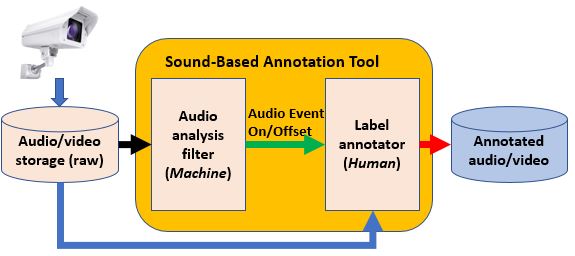 Sound-Based Annotation Tool
Audio/video
storage (raw)
Audio
analysis
filter
(Machine)
Audio Event
On/Offset
Label
annotator
(Human)
Annotated
audio/video